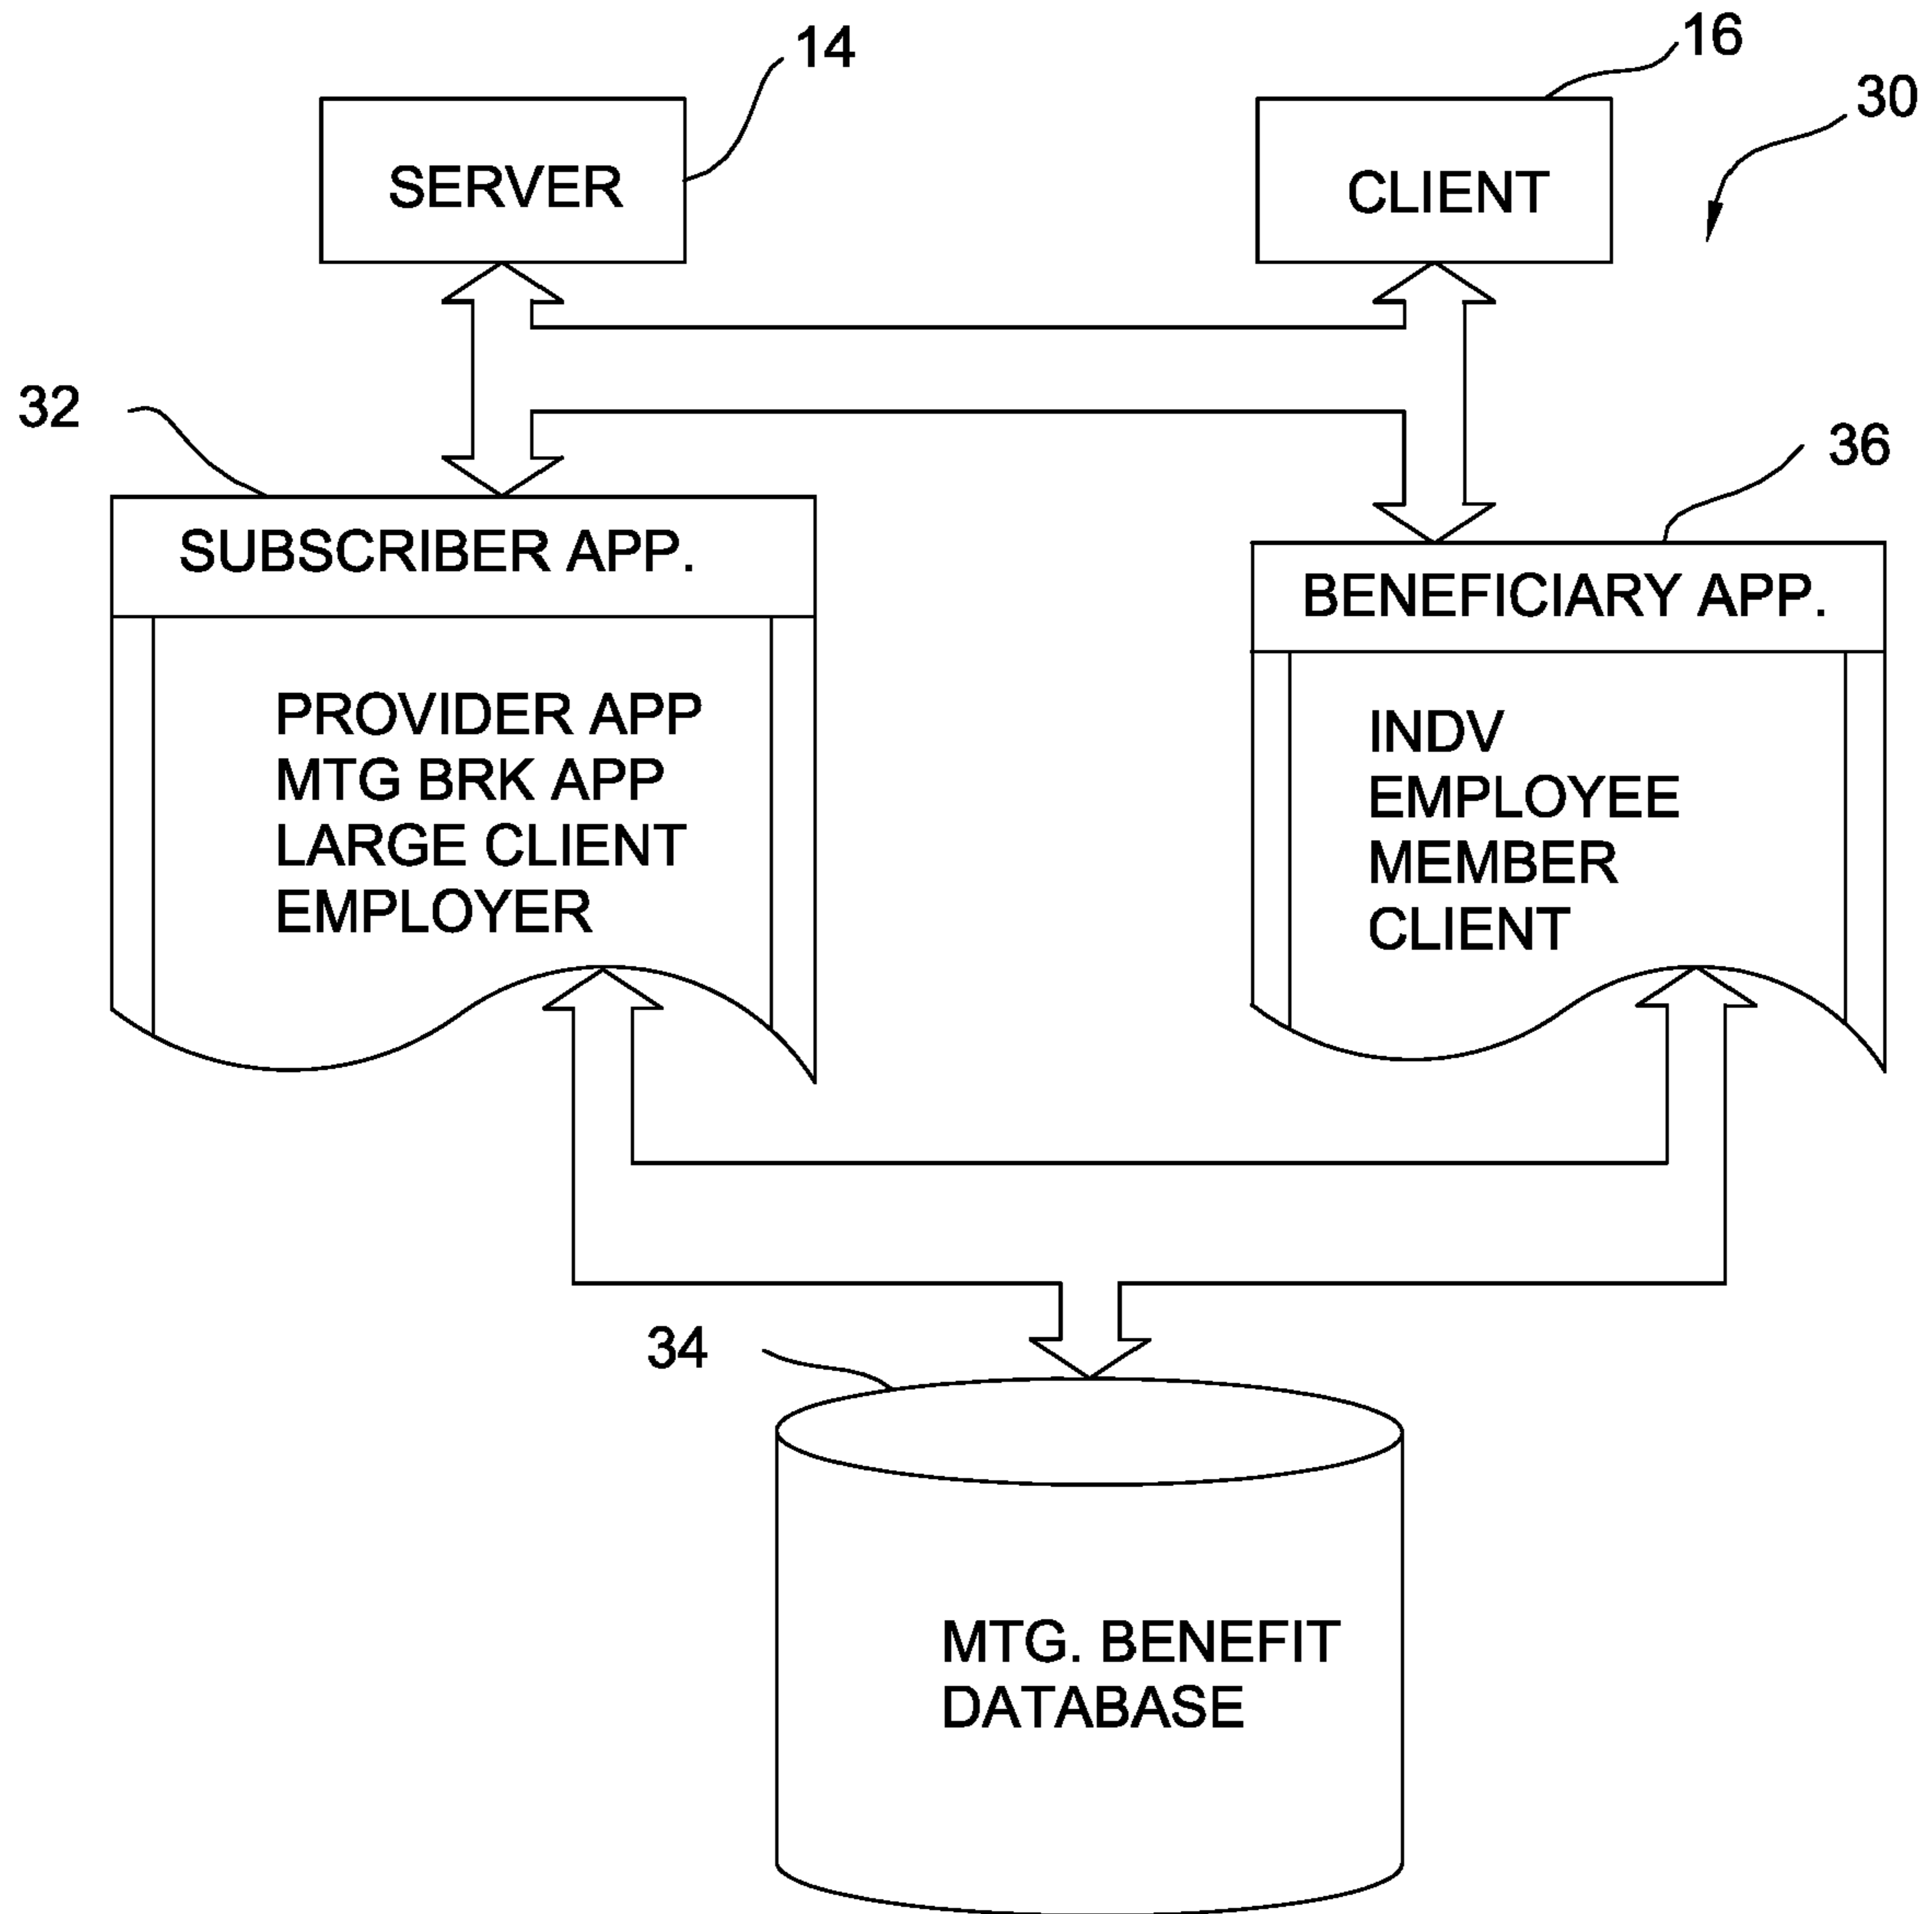 14
16
30
SERVER
CLIENT
32
36
SUBSCRIBER APP.
BENEFICIARY APP.
PROVIDER APP
MTG BRK APP
LARGE CLIENT
EMPLOYER
INDV
EMPLOYEE
MEMBER
CLIENT
34
MTG. BENEFIT
DATABASE